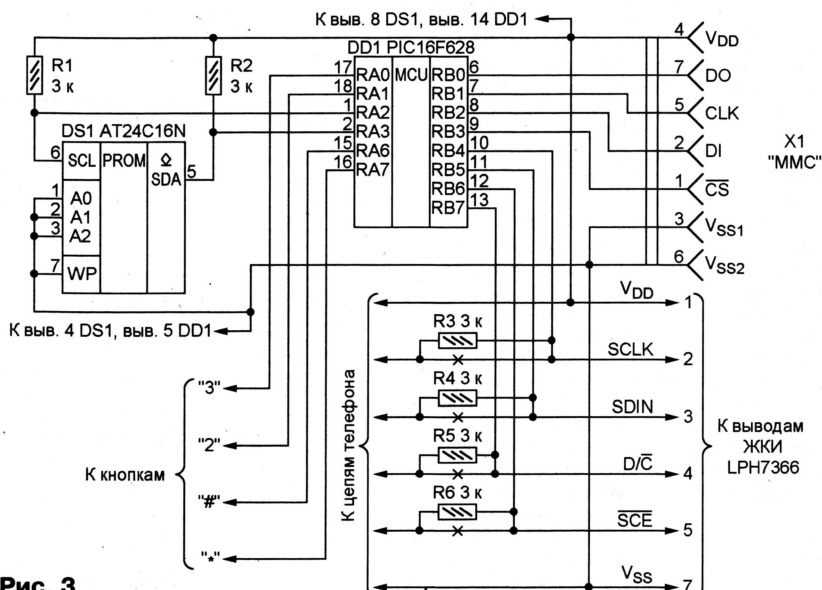 К выв. 8 DS1, выв. 14 DD1
R1
3 к
R2
3 к
DD1 PIC16F628
17 RA0 MCU RB0 6
18 RA1 RB1 7
1 RA2 RB2 8
2 RA3 RB3 9
15 RA6 RB4 10
16 RA7 RB5 11
RB6 12
RB7 13
4 VDD
7 DO
5 CLK
2 DI
1 CS
3 VSS1
6 VSS2
X1
"MMC"
DS1 AT24C16N
6 SCL PROM Ω
SDA 5
1 A0
2 A1
3 A2
7 WP
К выв. 4 DS1, выв. 5 DD1
"3"
"2"
"#"
"*"
К кнопкам
К цепям телефона
VDD 1
R3 3 к
SCLK 2
R4 3 к
SDIN 3
R5 3 к
D/C 4
R6 3 к
SCE 5
VSS 7
К выводам
ЖКИ
LPH7366
Рис. 3